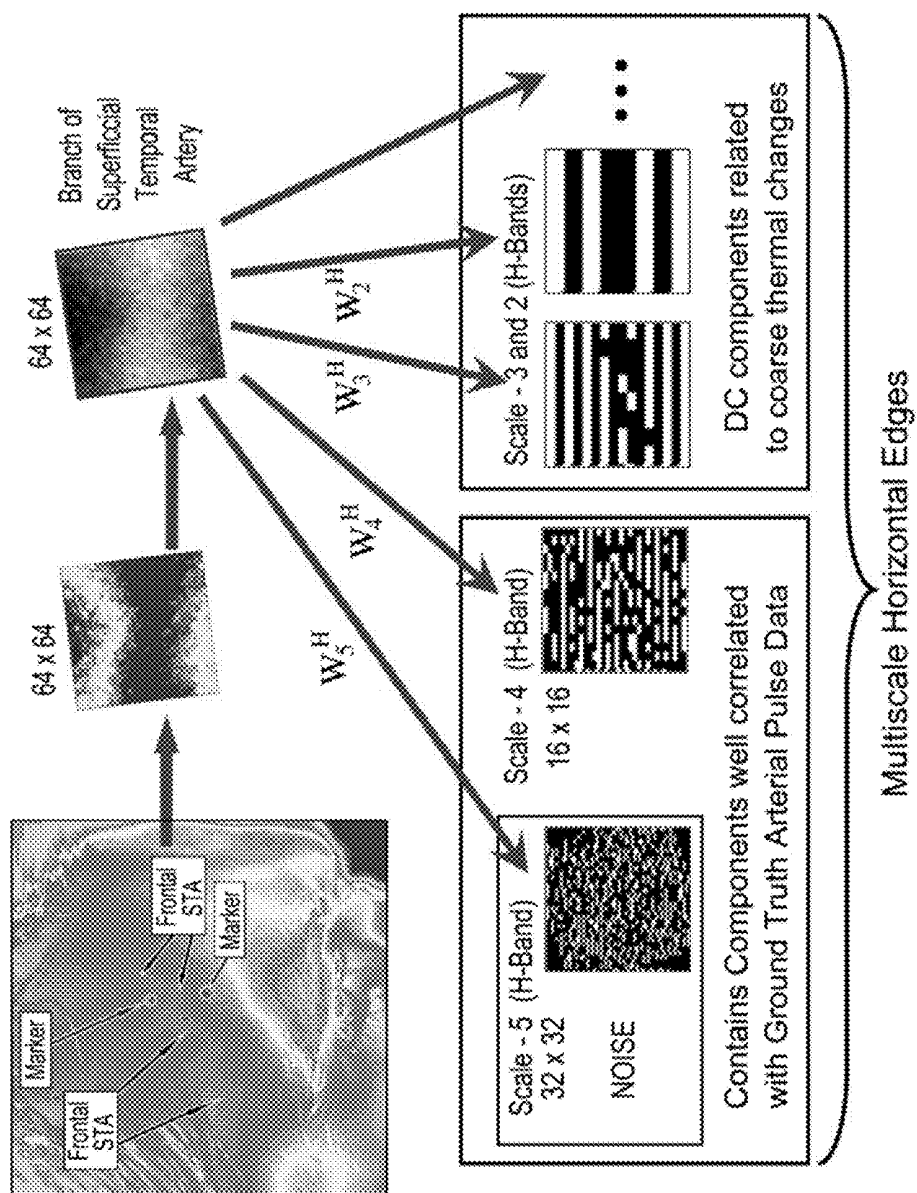 Marker
Frontal
STA
Frontal
STA
Marker
64 x 64
64 x 64
Branch of
Superficcial
Temporal
Artery
W5H
W4H
W3H
W2H
Scale - 5 (H-Band)
32 x 32
NOISE
Scale - 4 (H-Band)
16 x 16
Contains Components well correlated
with Ground Truth Arterial Pulse Data
Scale - 3 and 2 (H-Bands)
DC components related
to coarse thermal changes
Multiscale Horizontal Edges